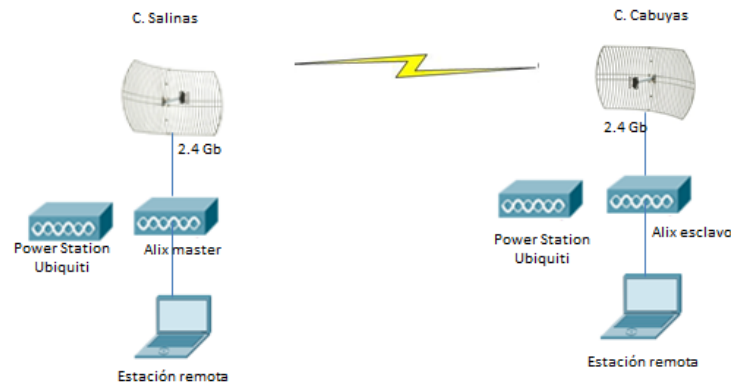 C. Salinas
C. Cabuyas
2.4 Gb
2.4 Gb
Power Station
Ubiquiti
Alix master
Power Station
Ubiquiti
Alix esclavo
Estación remota
Estación remota